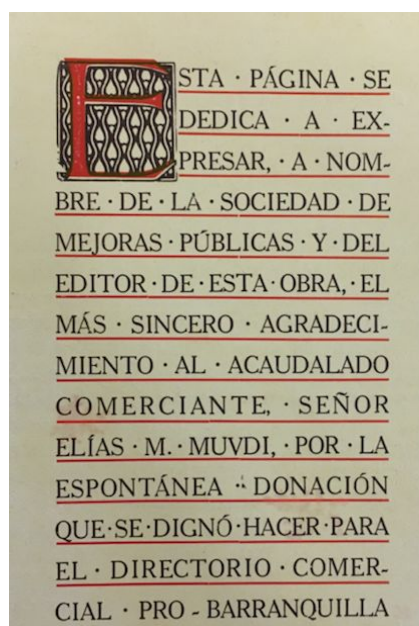 ESTA · PÁGINA · SE
DEDICA · A · EX-
PRESAR, · A · NOM-
BRE · DE · LA · SOCIEDAD · DE
MEJORAS · PÚBLICAS · Y · DEL
EDITOR · DE · ESTA · OBRA, · EL
MÁS · SINCERO · AGRADECI-
MIENTO · AL · ACAUDALADO
COMERCIANTE, · SEÑOR
ELÍAS · M. · MUVDI, · POR · LA
ESPONTÁNEA · DONACIÓN
QUE · SE · DIGNÓ · HACER · PARA
EL · DIRECTORIO · COMER-
CIAL · PRO - BARRANQUILLA